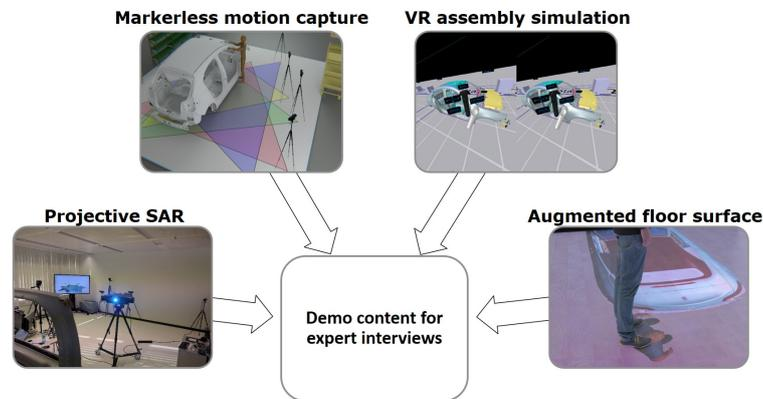 Markerless motion capture
VR assembly simulation
Projective SAR
Augmented floor surface
Demo content for
expert interviews